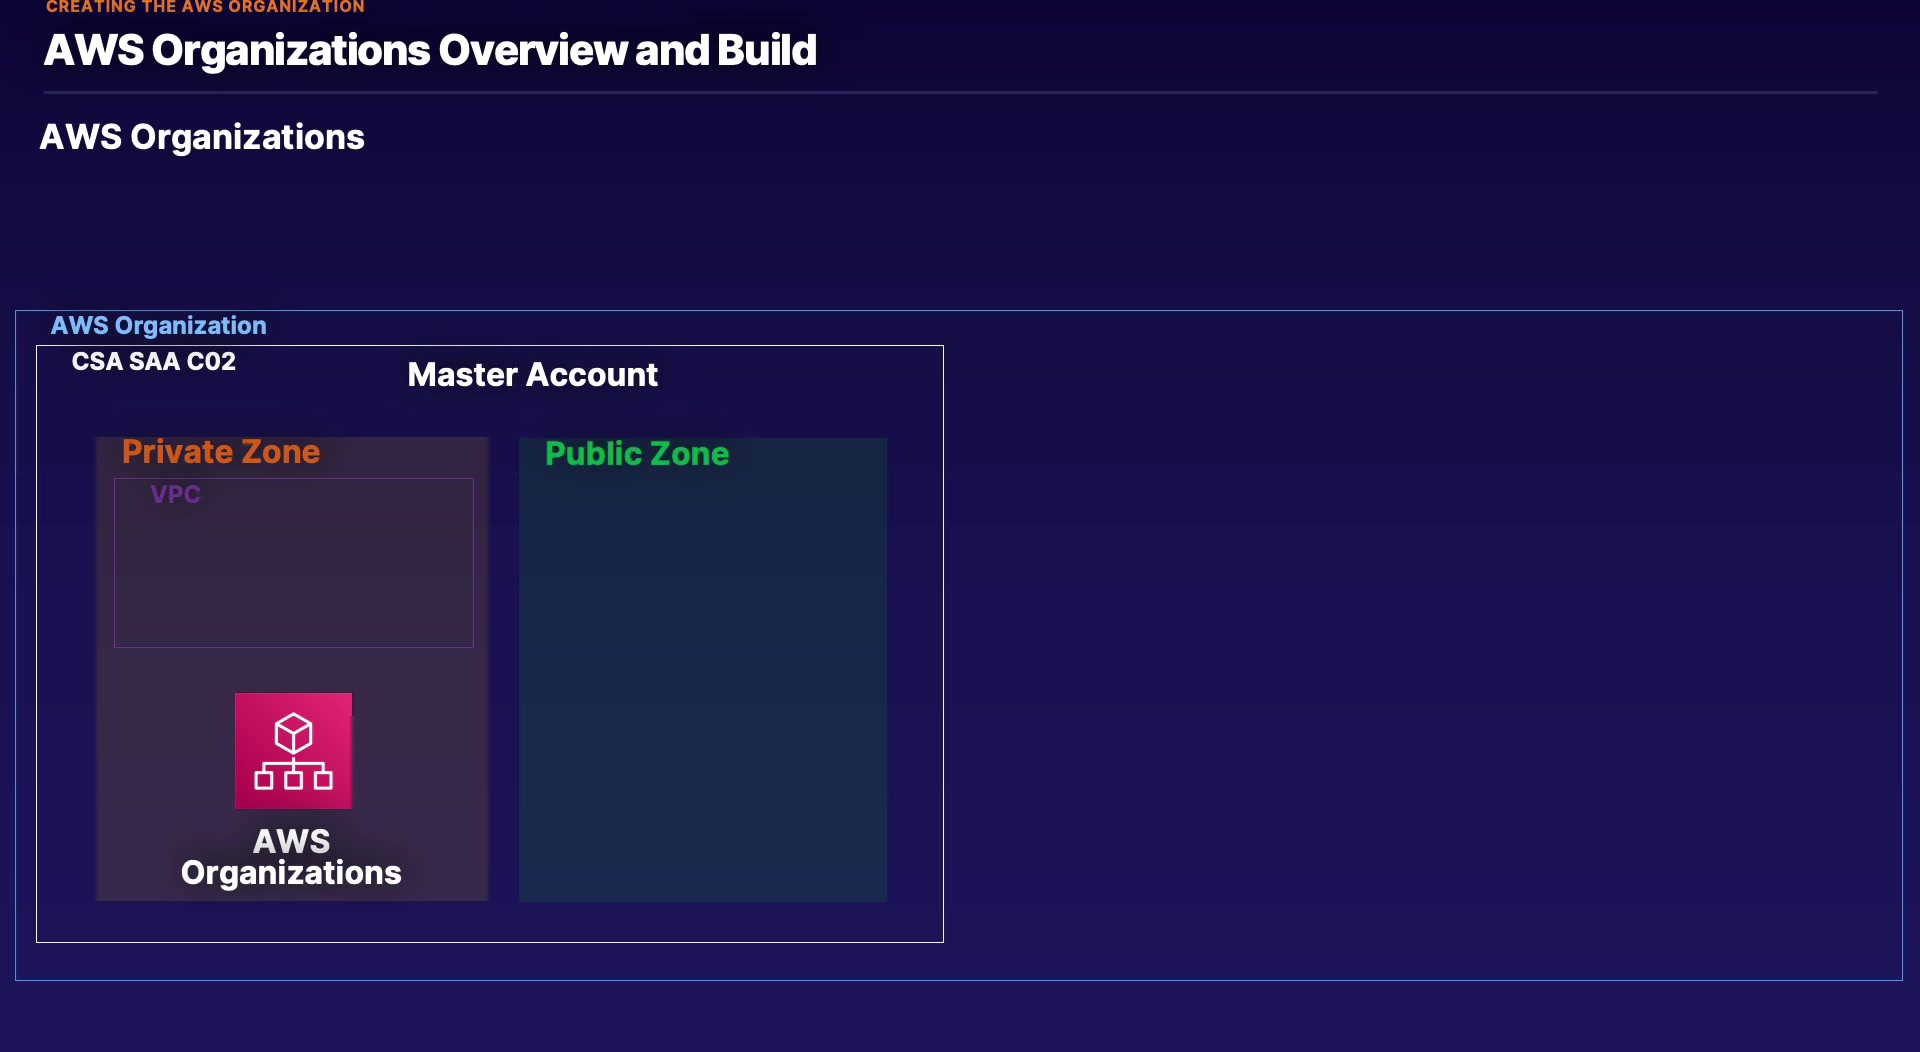 CREATING THE AWS ORGANIZATION
AWS Organizations Overview and Build
AWS Organizations
AWS Organization
CSA SAA C02
Master Account
Private Zone
Public Zone
VPC
AWS
Organizations